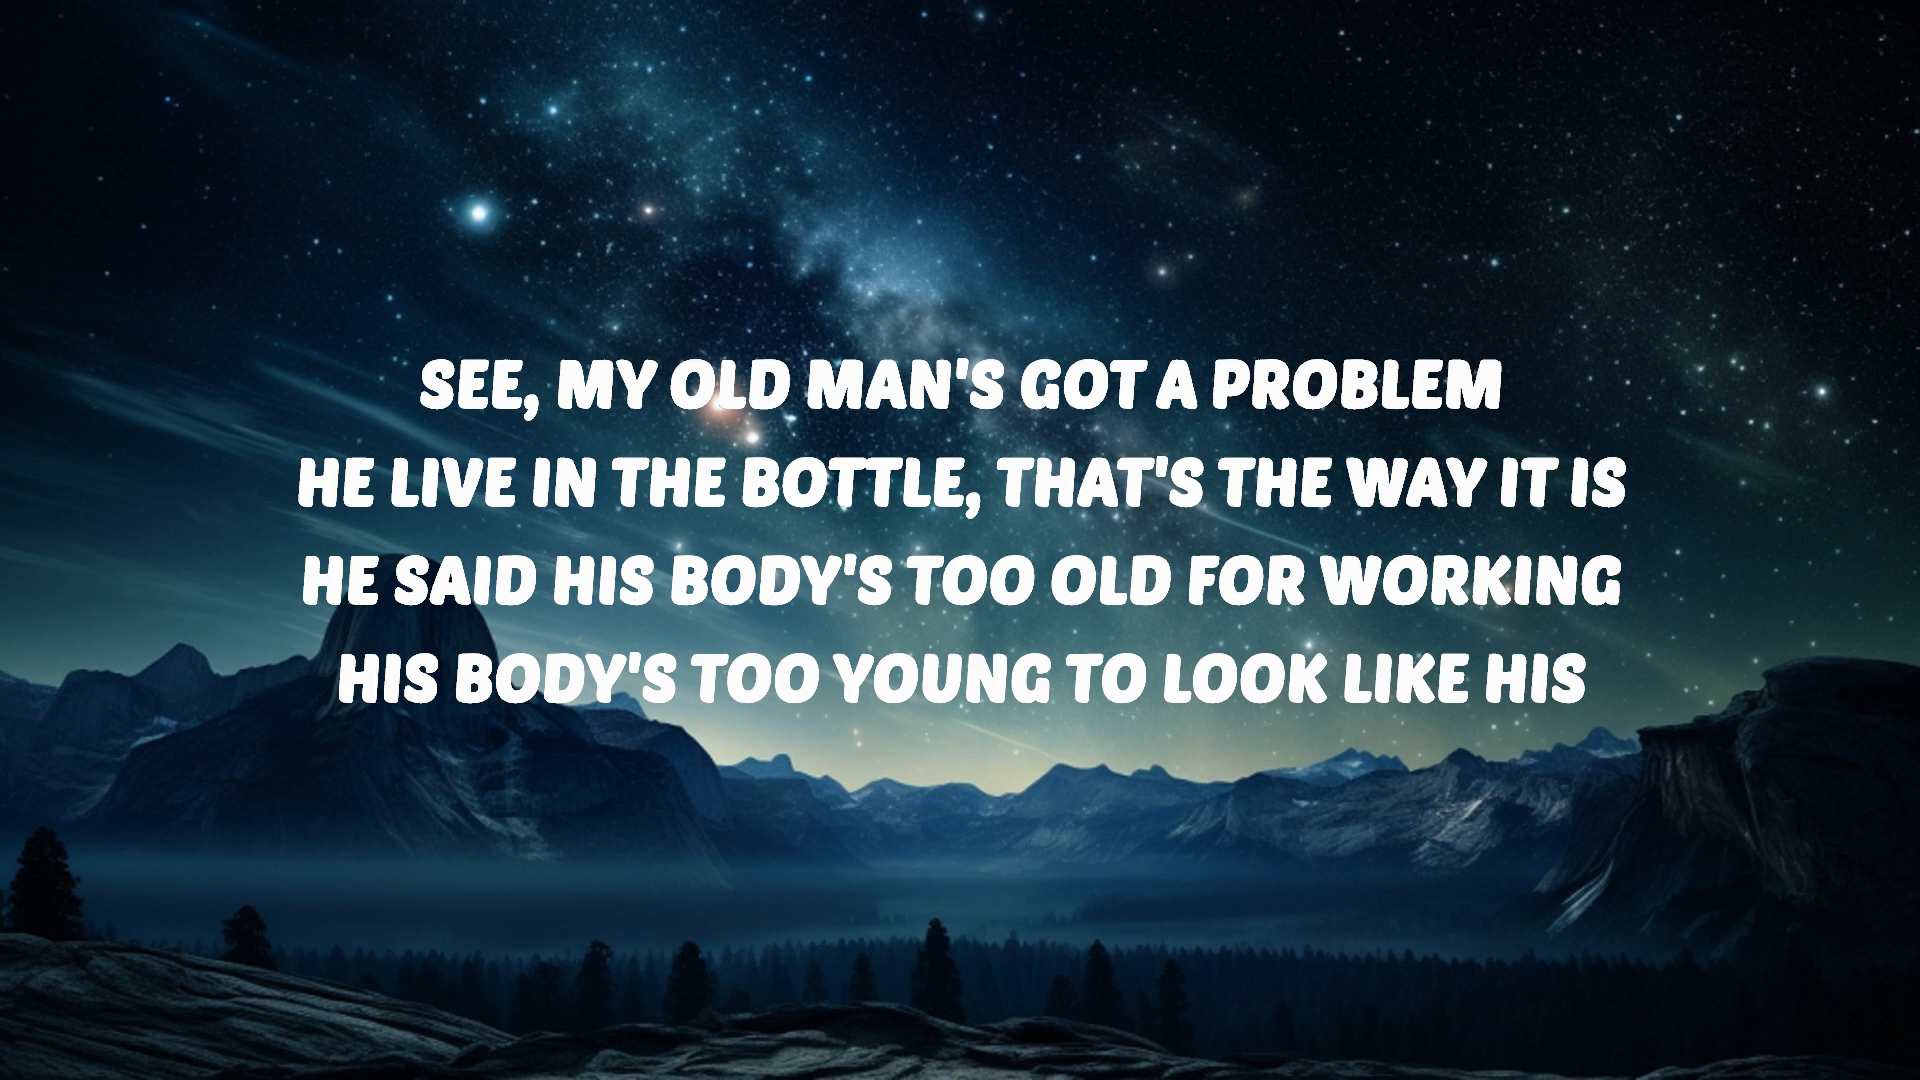 SEE, MY OLD MAN'S GOT A PROBLEM
HE LIVE IN THE BOTTLE, THAT'S THE WAY IT IS
HE SAID HIS BODY'S TOO OLD FOR WORKING
HIS BODY'S TOO YOUNG TO LOOK LIKE HIS